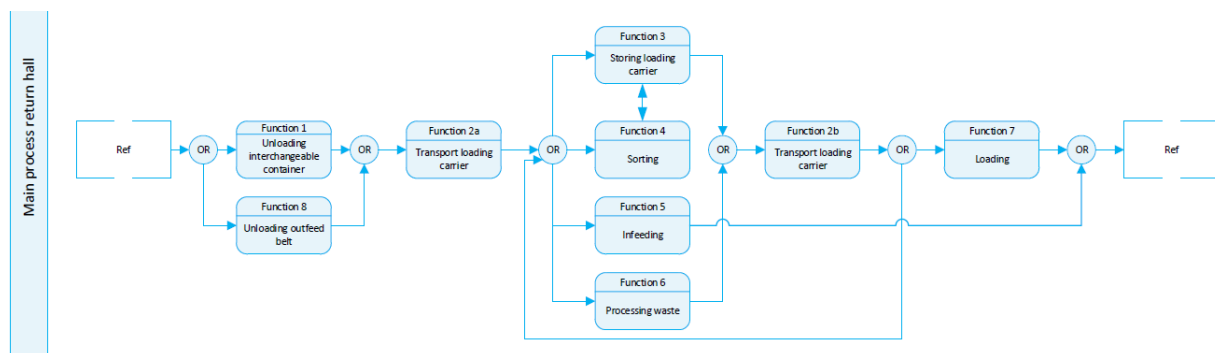 Main process return hall
Ref
OR
Function 1
Unloading
interchangeable
container
Function 8
Unloading outfeed
belt
OR
Function 2a
Transport loading
carrier
OR
Function 3
Storing loading
carrier
Function 4
Sorting
Function 5
Infeeding
Function 6
Processing waste
OR
Function 2b
Transport loading
carrier
OR
Function 7
Loading
OR
Ref